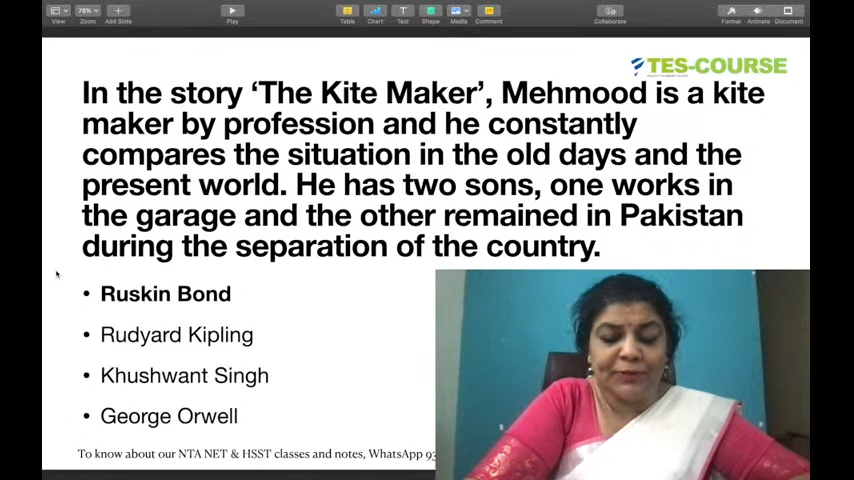 View
75%
Zoom
Add Slide
Play
Table
Chart
Text
Shape
Media
Comment
Collaborate
Format
Animate
Document
TES-COURSE
In the story ‘The Kite Maker’, Mehmood is a kite
maker by profession and he constantly
compares the situation in the old days and the
present world. He has two sons, one works in
the garage and the other remained in Pakistan
during the separation of the country.
• Ruskin Bond
• Rudyard Kipling
• Khushwant Singh
• George Orwell
To know about our NTA NET & HSST classes and notes, WhatsApp 93